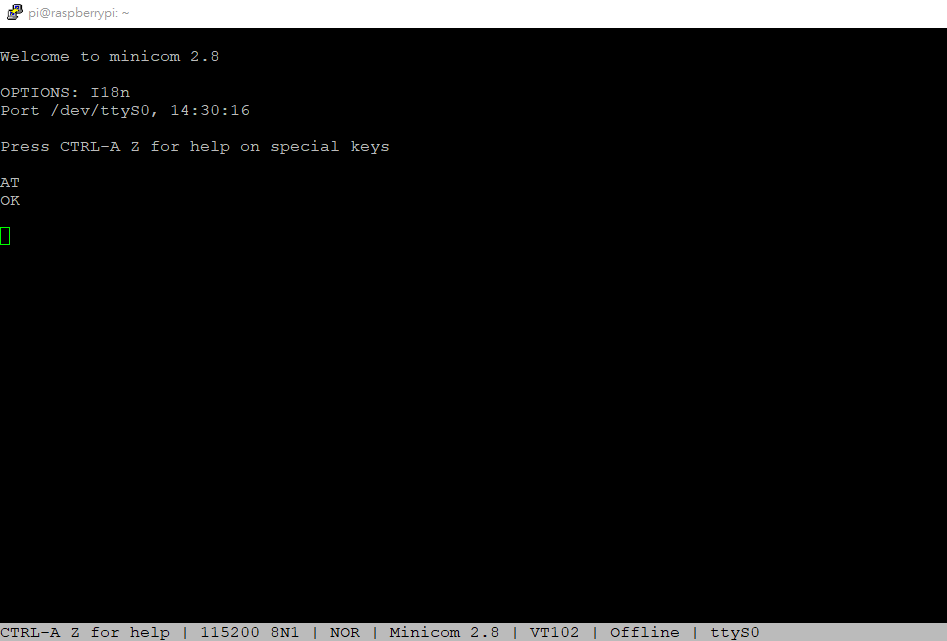 pi@raspberrypi: ~
Welcome to minicom 2.8
OPTIONS: I18n
Port /dev/ttyS0, 14:30:16
Press CTRL-A Z for help on special keys
AT
OK
CTRL-A Z for help | 115200 8N1 | NOR | Minicom 2.8 | VT102 | Offline | ttyS0